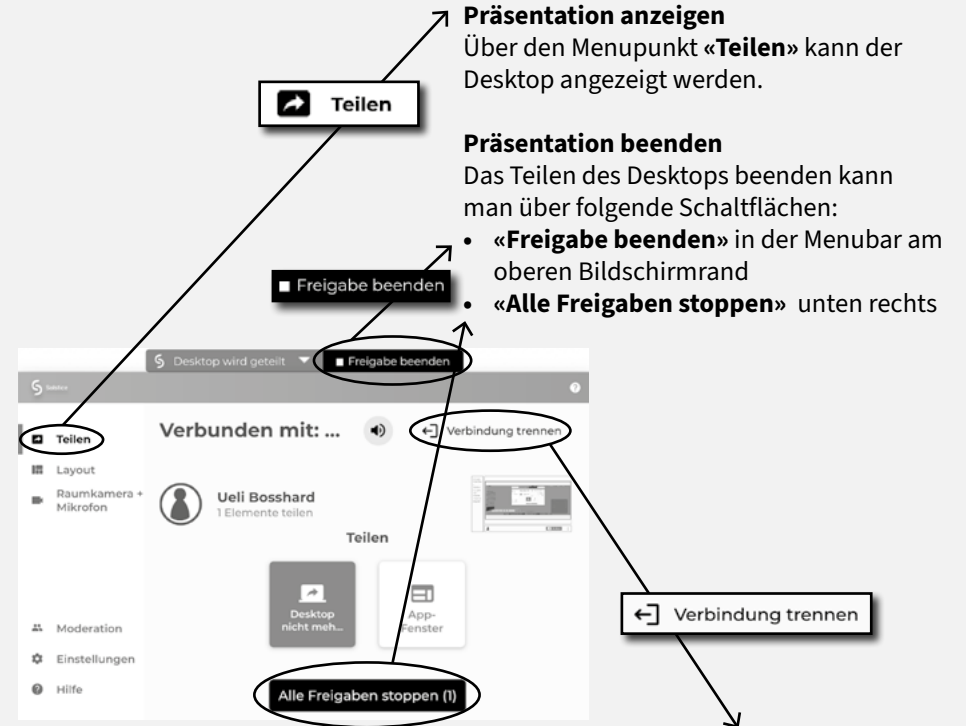 Präsentation anzeigen
Über den Menupunkt «Teilen» kann der
Desktop angezeigt werden.
Teilen
Präsentation beenden
Das Teilen des Desktops beenden kann
man über folgende Schaltflächen:
• «Freigabe beenden» in der Menubar am
oberen Bildschirmrand
• «Alle Freigaben stoppen» unten rechts
Freigabe beenden
Desktop wird geteilt
Freigabe beenden
Teilen
Layout
Raumkamera +
Mikrofon
Moderation
Einstellungen
Hilfe
Verbunden mit: ...
Verbindung trennen
Ueli Bosshard
1 Elemente teilen
Teilen
Desktop
nicht meh...
App-
Fenster
Alle Freigaben stoppen (1)
Verbindung trennen